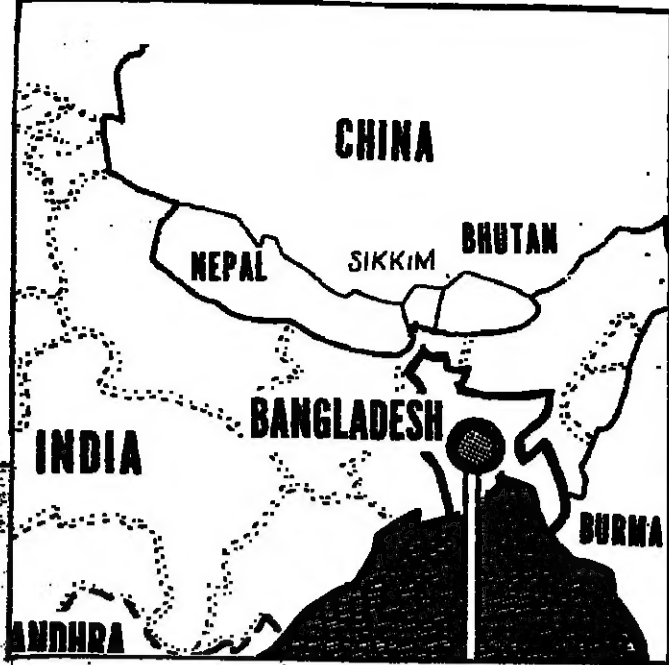 CHINA
BHUTAN
SIKKIM
NEPAL
BANGLADESH
INDIA
BURMA
ANDHRA